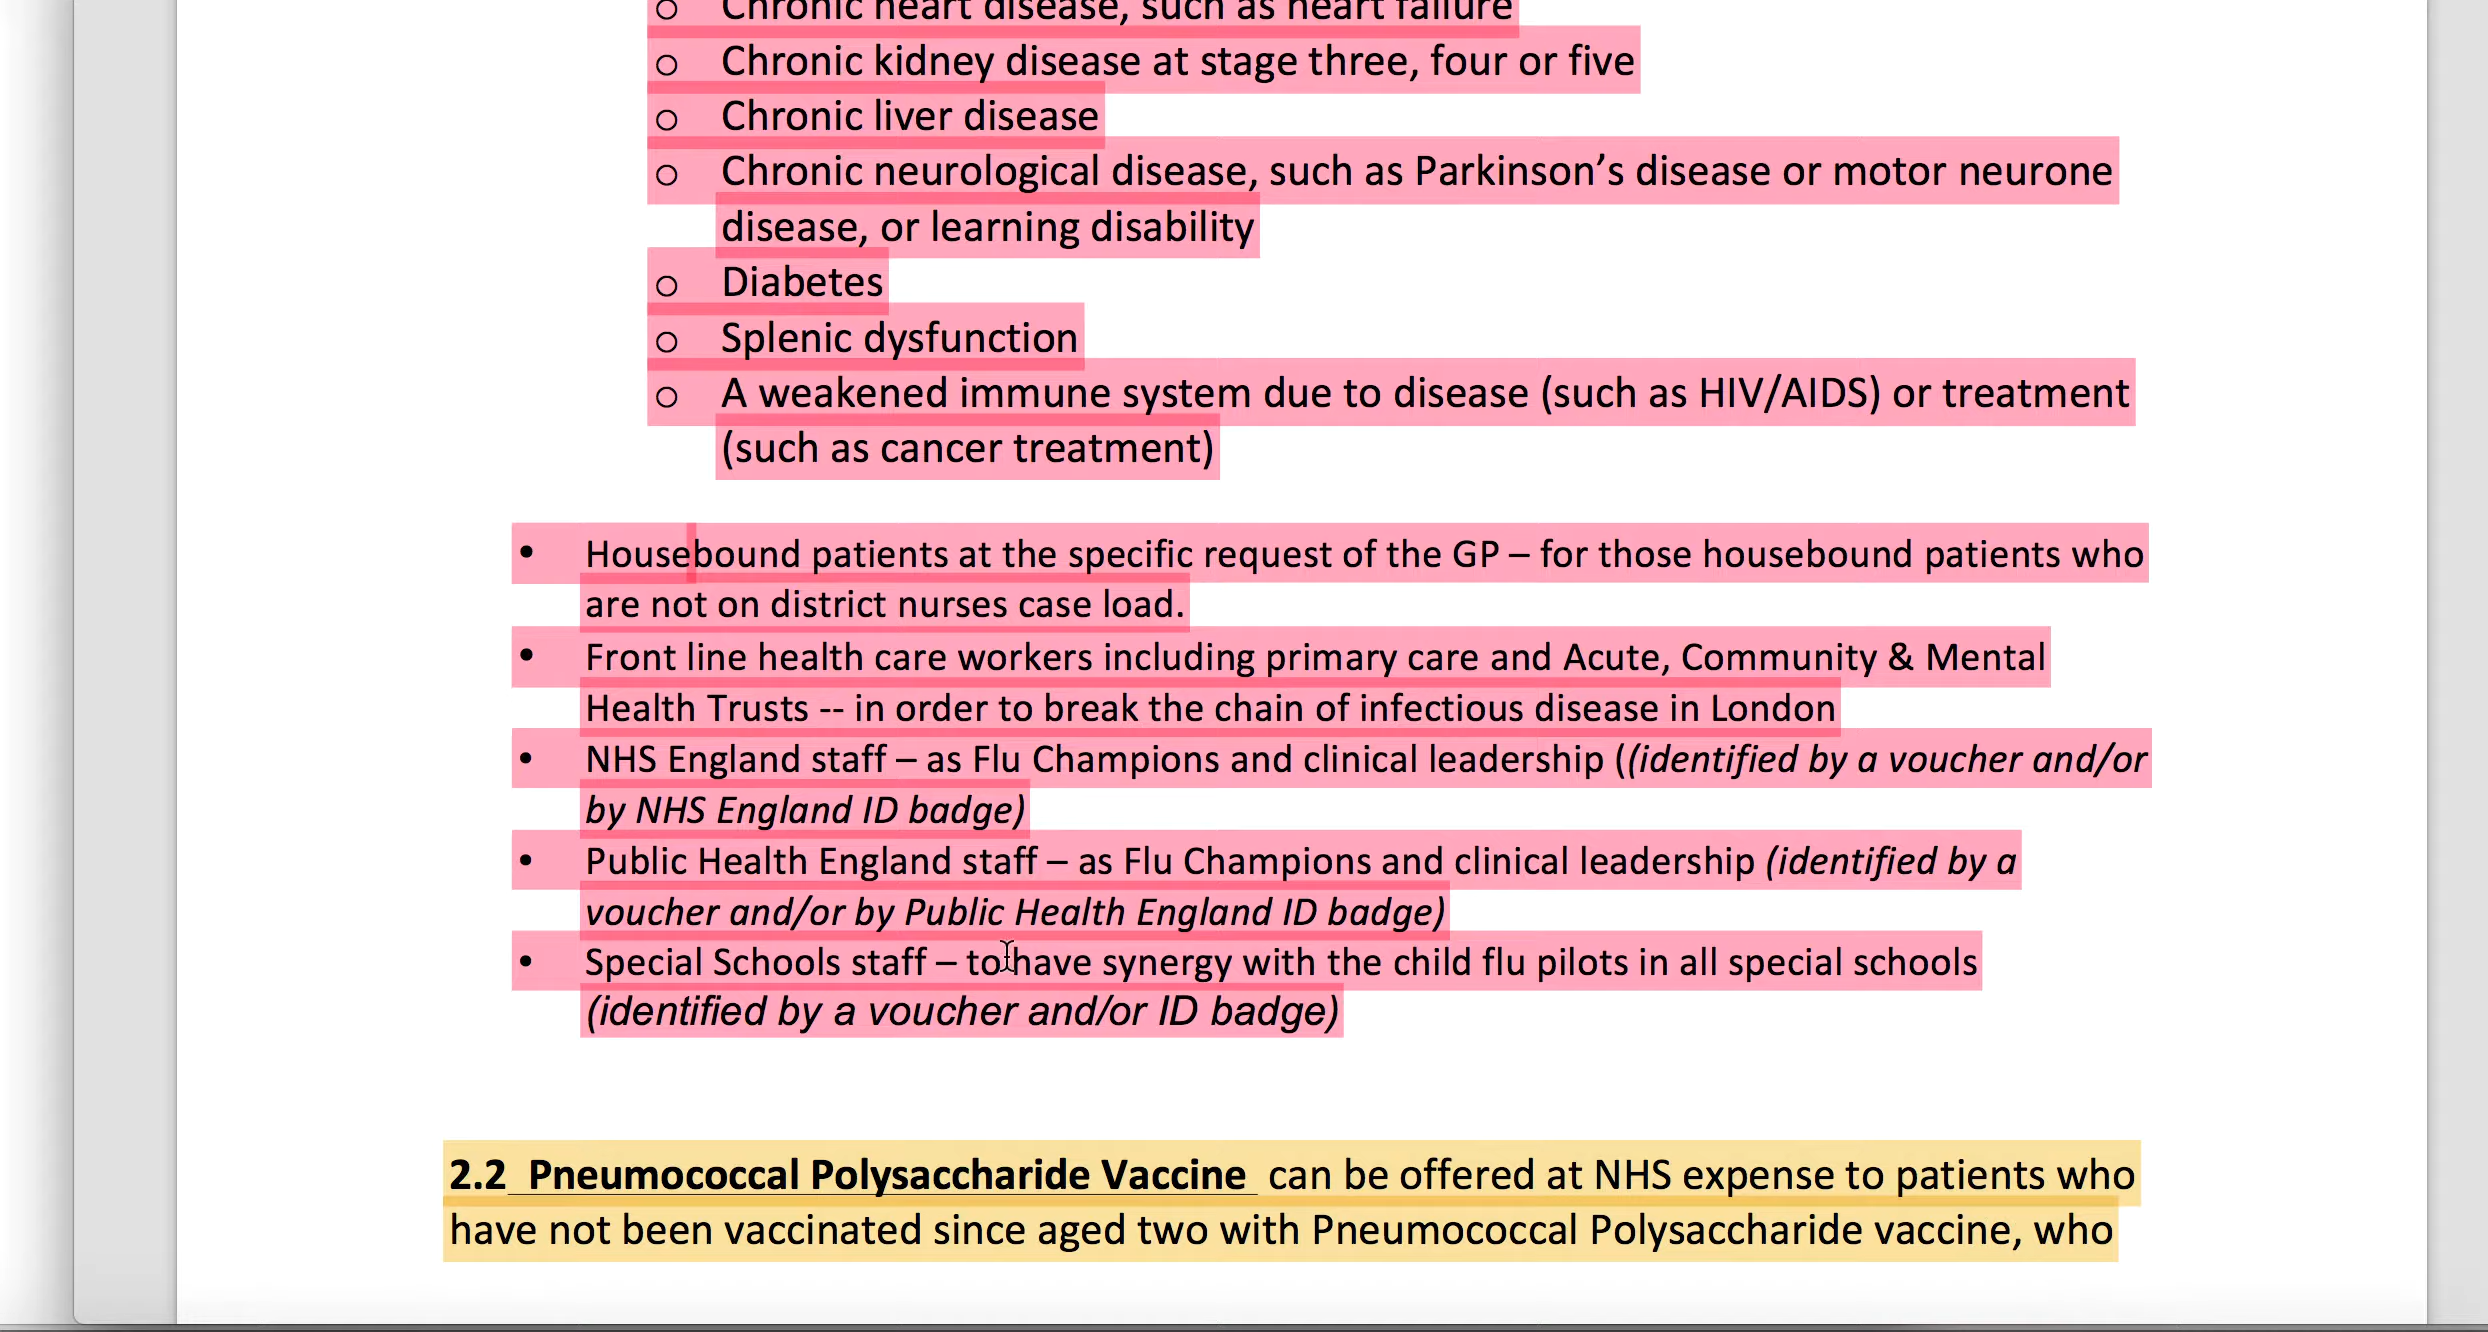 o Chronic heart disease, such as heart failure
o Chronic kidney disease at stage three, four or five
o Chronic liver disease
o Chronic neurological disease, such as Parkinson’s disease or motor neurone
disease, or learning disability
o Diabetes
o Splenic dysfunction
o A weakened immune system due to disease (such as HIV/AIDS) or treatment
(such as cancer treatment)
• Housebound patients at the specific request of the GP – for those housebound patients who
are not on district nurses case load.
• Front line health care workers including primary care and Acute, Community & Mental
Health Trusts -- in order to break the chain of infectious disease in London
• NHS England staff – as Flu Champions and clinical leadership ((identified by a voucher and/or
by NHS England ID badge)
• Public Health England staff – as Flu Champions and clinical leadership (identified by a
voucher and/or by Public Health England ID badge)
• Special Schools staff – to have synergy with the child flu pilots in all special schools
(identified by a voucher and/or ID badge)
2.2 Pneumococcal Polysaccharide Vaccine can be offered at NHS expense to patients who
have not been vaccinated since aged two with Pneumococcal Polysaccharide vaccine, who